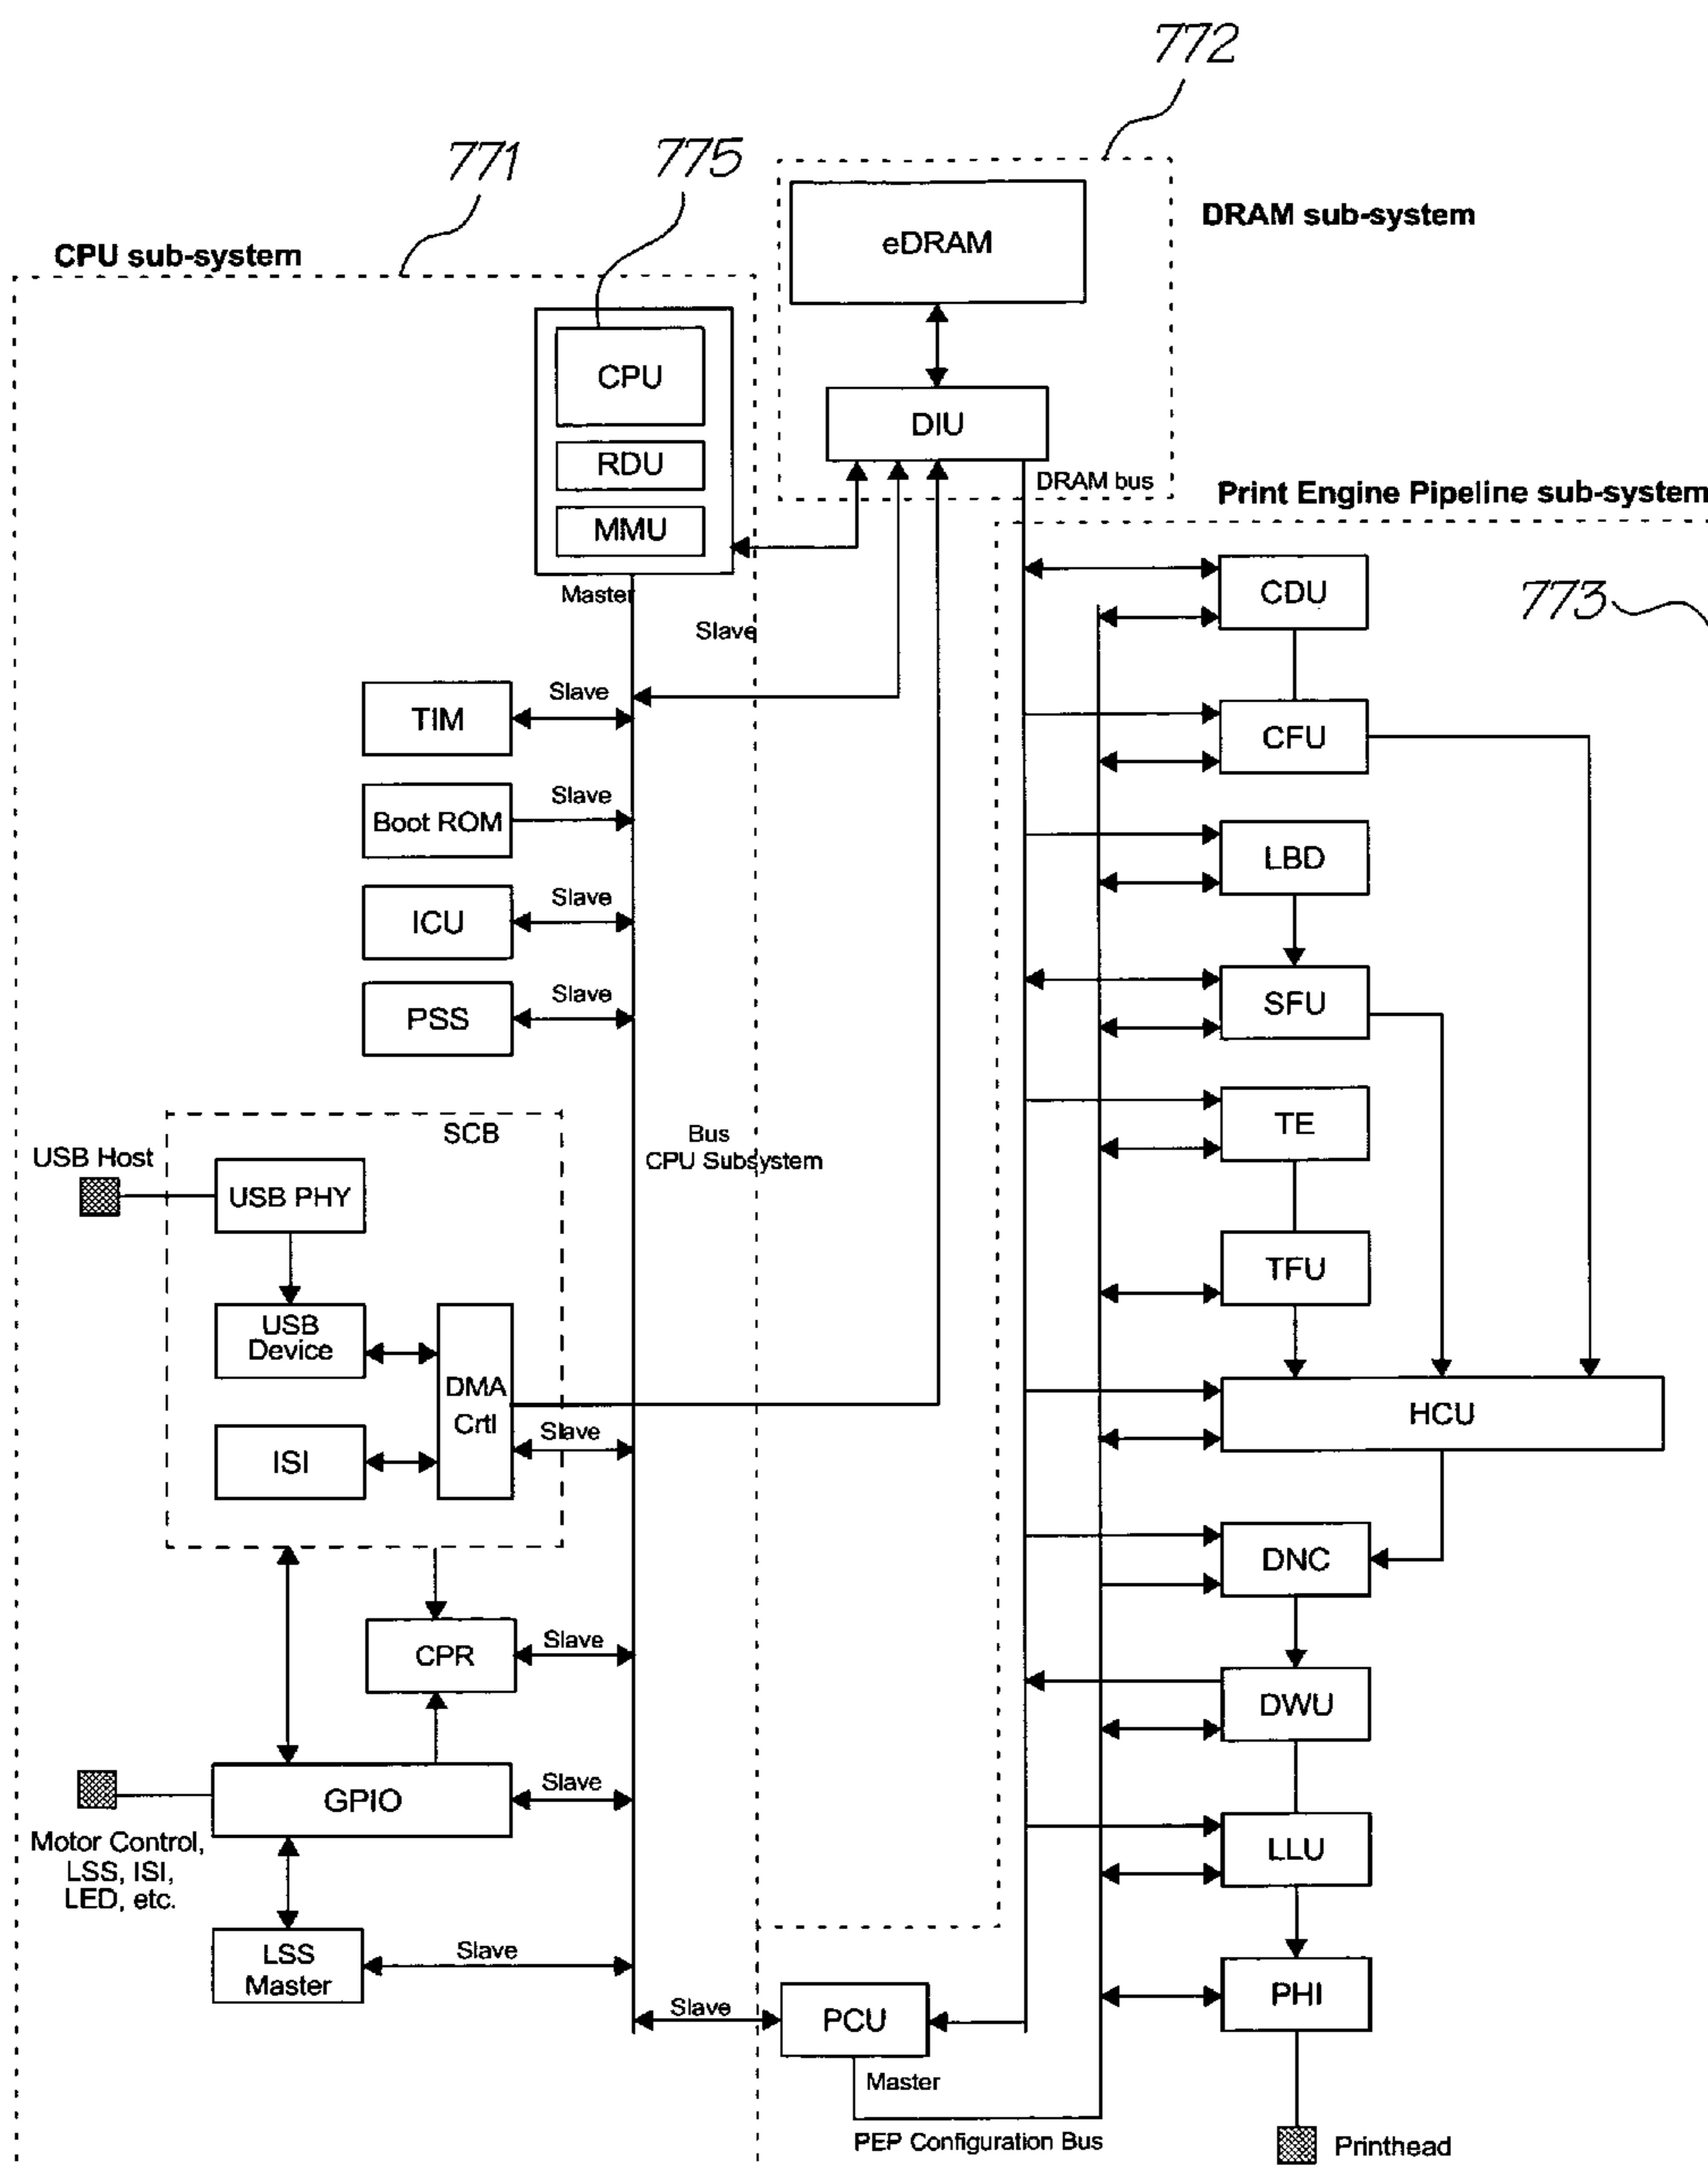 772
771
775
DRAM sub-system
CPU sub-system
eDRAM
CPU
DIU
RDU
DRAM bus
Print Engine Pipeline sub-system
MMU
Master
CDU
773
Slave
TIM
Slave
CFU
Boot ROM
Slave
LBD
ICU
Slave
PSS
Slave
SFU
SCB
Bus
CPU Subsystem
TE
USB Host
USB PHY
TFU
USB
Device
DMA
Crtl
Slave
HCU
ISI
DNC
CPR
Slave
DWU
GPIO
Slave
Motor Control,
LSS, ISI,
LED, etc.
LLU
LSS
Master
Slave
PHI
Slave
PCU
Master
PEP Configuration Bus
Printhead